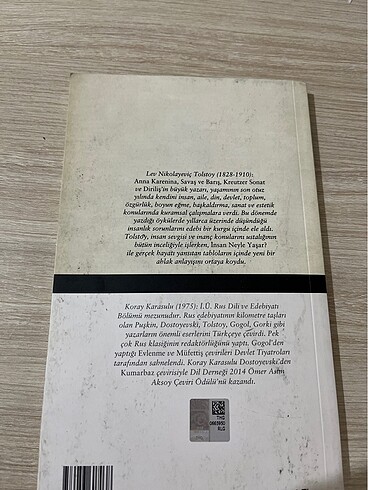 Lev Nikolayeviç Tolstoy (1828-1910):
Anna Karenina, Savaş ve Barış, Kreutzer Sonat
ve Diriliş'in büyük yazarı, yaşamının son otuz
yılında kendini insan, aile, din, devlet, toplum,
özgürlük, boyun eğme, başkaldırma, sanat ve estetik
konularında kuramsal çalışmalara verdi. Bu dönemde
yazdığı öykülerde yıllarca üzerinde düşündüğü
insanlık sorunlarını edebi bir kurgu içinde ele aldı.
Tolstoy, insan sevgisi ve inanç konularını ustalığının
bütün inceliğiyle işlerken, İnsan Neyle Yaşar?
ile gerçek hayatı yansıtan tabloların içinde yeni bir
ahlak anlayışını ortaya koydu.
Koray Karasulu (1975): İ.Ü. Rus Dili ve Edebiyatı
Bölümü mezunudur. Rus edebiyatının kilometre taşları
olan Puşkin, Dostoyevski, Tolstoy, Gogol, Gorki gibi
yazarların önemli eserlerini Türkçeye çevirdi. Pek
çok Rus klasiğinin redaktörlüğünü yaptı. Gogol'den
yaptığı Evlenme ve Müfettiş çevirileri Devlet Tiyatroları
tarafından sahnelendi. Koray Karasulu Dostoyevski'den
Kumarbaz çevirisiyle Dil Derneği 2014 Ömer Asım
Aksoy Çeviri Ödülü'nü kazandı.